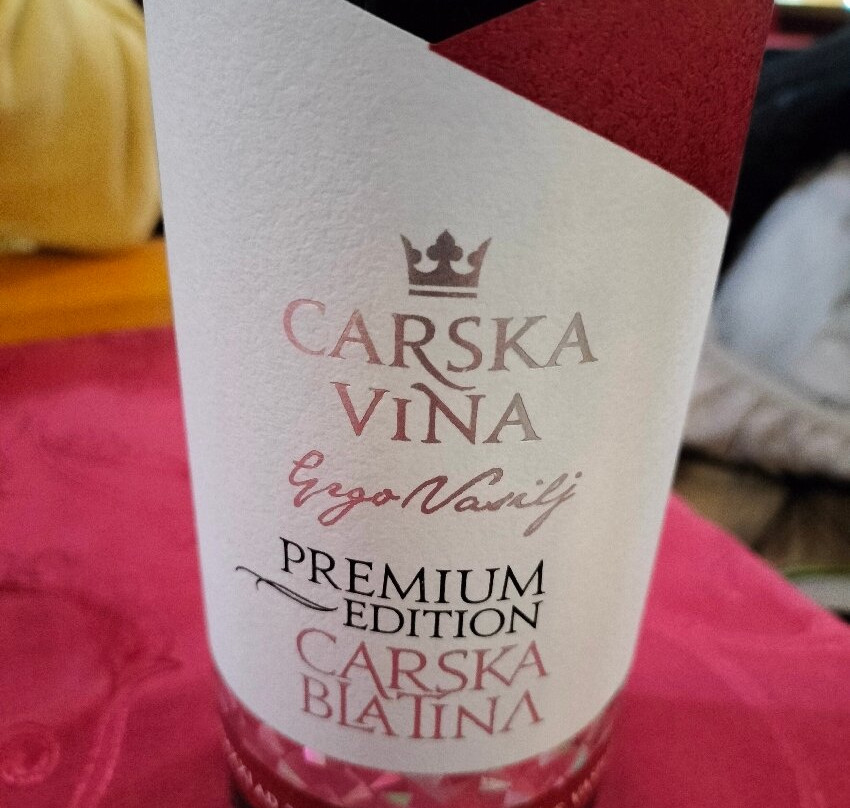 CARSKA
VINA
Grgo Vasilj
PREMIUM
EDITION
CARSKA
BLATINA